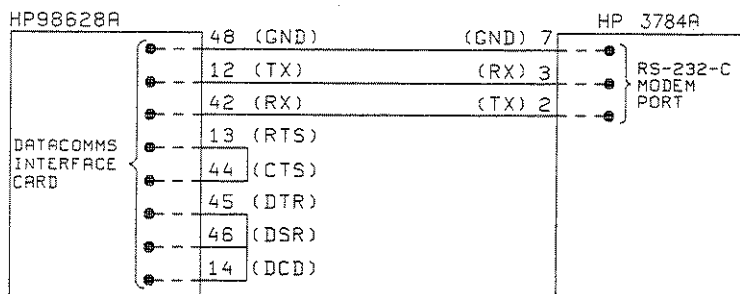 HP98628A
HP 3784A
48 (GND) (GND) 7
12 (TX) (RX) 3
42 (RX) (TX) 2
13 (RTS)
44 (CTS)
45 (DTR)
46 (DSR)
14 (DCD)
DATACOMMS
INTERFACE
CARD
RS-232-C
MODEM
PORT